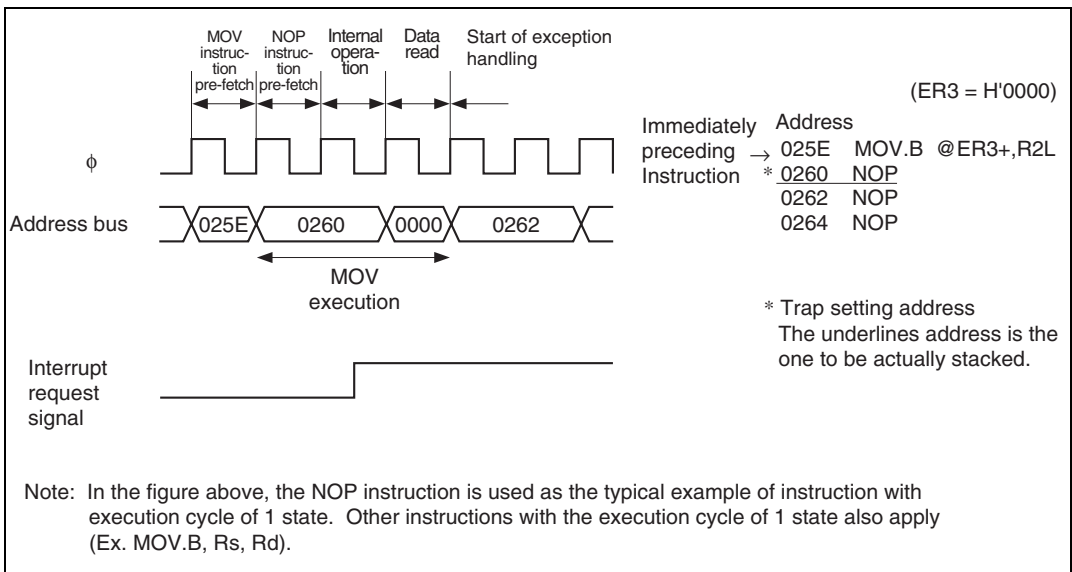 MOV
instruc-
tion
pre-fetch
NOP
instruc-
tion
pre-fetch
Internal
opera-
tion
Data
read
Start of exception
handling
(ER3 = H'0000)
Immediately
preceding
Instruction
Address
→ 025E MOV.B @ER3+,R2L
* 0260 NOP
0262 NOP
0264 NOP
φ
Address bus
025E 0260 0000 0262
MOV
execution
* Trap setting address
The underlines address is the
one to be actually stacked.
Interrupt
request
signal
Note: In the figure above, the NOP instruction is used as the typical example of instruction with
execution cycle of 1 state. Other instructions with the execution cycle of 1 state also apply
(Ex. MOV.B, Rs, Rd).